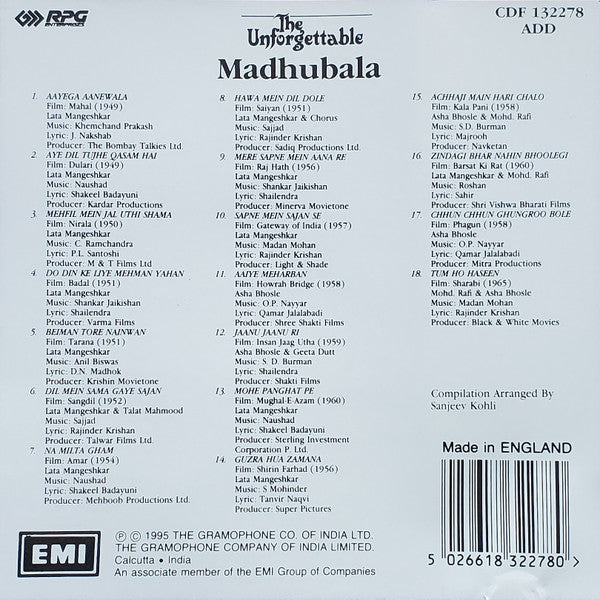 RPG
ENTERPRISES
The
Unforgettable
Madhubala
CDF 132278
ADD
1. AAYEGA AANEWALA
Film: Mahal (1949)
Lata Mangeshkar
Music: Khemchand Prakash
Lyric: J. Nakshab
Producer: The Bombay Talkies Ltd.
2. AYE DIL TUJHE QASAM HAI
Film: Dulari (1949)
Lata Mangeshkar
Music: Naushad
Lyric: Shakeel Badayuni
Producer: Kardar Productions
3. MEHFIL MEIN JAL UTHI SHAMA
Film: Nirala (1950)
Lata Mangeshkar
Music: C. Ramchandra
Lyric: P.L. Santoshi
Producer: M & T Films Ltd
4. DO DIN KE LIYE MEHMAN YAHAN
Film: Badal (1951)
Lata Mangeshkar
Music: Shankar Jaikishan
Lyric: Shailendra
Producer: Varma Films
5. BEIMAN TORE NAINWAN
Film: Tarana (1951)
Lata Mangeshkar
Music: Anil Biswas
Lyric: D.N. Madhok
Producer: Krishin Movietone
6. DIL MEIN SAMA GAYE SAJAN
Film: Sangdil (1952)
Lata Mangeshkar & Talat Mahmood
Music: Sajjad
Lyric: Rajinder Krishan
Producer: Talwar Films Ltd.
7. NA MILTA GHAM
Film: Amar (1954)
Lata Mangeshkar
Music: Naushad
Lyric: Shakeel Badayuni
Producer: Mehboob Productions Ltd.
8. HAWA MEIN DIL DOLE
Film: Saiyan (1951)
Lata Mangeshkar & Chorus
Music: Sajjad
Lyric: Rajinder Krishan
Producer: Sadiq Productions Ltd.
9. MERE SAPNE MEIN AANA RE
Film: Raj Hath (1956)
Lata Mangeshkar
Music: Shankar Jaikishan
Lyric: Shailendra
Producer: Minerva Movietone
10. SAPNE MEIN SAJAN SE
Film: Gateway of India (1957)
Lata Mangeshkar
Music: Madan Mohan
Lyric: Rajinder Krishan
Producer: Light & Shade
11. AAIYE MEHARBAN
Film: Howrah Bridge (1958)
Asha Bhosle
Music: O.P. Nayyar
Lyric: Qamar Jalalabadi
Producer: Shree Shakti Films
12. JAANU JAANU RI
Film: Insan Jaag Utha (1959)
Asha Bhosle & Geeta Dutt
Music: S. D. Burman
Lyric: Shailendra
Producer: Shakti Films
13. MOHE PANGHAT PE
Film: Mughal-E-Azam (1960)
Lata Mangeshkar
Music: Naushad
Lyric: Shakeel Badayuni
Producer: Sterling Investment
Corporation P. Ltd.
14. GUZRA HUA ZAMANA
Film: Shirin Farhad (1956)
Lata Mangeshkar
Music: S Mohinder
Lyric: Tanvir Naqvi
Producer: Super Pictures
15. ACHHAJI MAIN HARI CHALO
Film: Kala Pani (1958)
Asha Bhosle & Mohd. Rafi
Music: S.D. Burman
Lyric: Majrooh
Producer: Navketan
16. ZINDAGI BHAR NAHIN BHOOLEGI
Film: Barsat Ki Rat (1960)
Lata Mangeshkar & Mohd. Rafi
Music: Roshan
Lyric: Sahir
Producer: Shri Vishwa Bharati Films
17. CHHUN CHHUN GHUNGROO BOLE
Film: Phagun (1958)
Asha Bhosle
Music: O.P. Nayyar
Lyric: Qamar Jalalabadi
Producer: Mitra Productions
18. TUM HO HASEEN
Film: Sharabi (1965)
Mohd. Rafi & Asha Bhosle
Music: Madan Mohan
Lyric: Rajinder Krishan
Producer: Black & White Movies
Compilation Arranged By
Sanjeev Kohli
Made in ENGLAND
5 026618 322780 >
EMI
Ⓟ © 1995 THE GRAMOPHONE CO. OF INDIA LTD.
THE GRAMOPHONE COMPANY OF INDIA LIMITED.
Calcutta • India
An associate member of the EMI Group of Companies